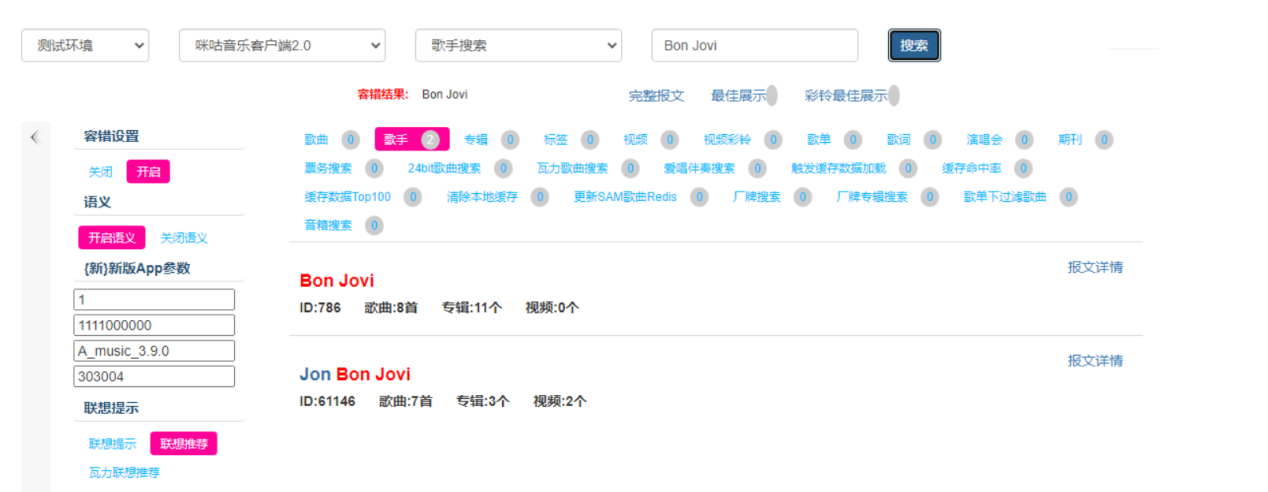 测试环境 咪咕音乐客户端2.0 歌手搜索 Bon Jovi 搜索
容错结果: Bon Jovi 完整报文 最佳展示 彩铃最佳展示
容错设置
关闭 开启
语义
开启语义 关闭语义
{新}新版App参数
1
1111000000
A_music_3.9.0
303004
联想提示
联想提示 联想推荐
瓦力联想推荐
歌曲 0 歌手 2 专辑 0 标签 0 视频 0 视频彩铃 0 歌单 0 歌词 0 演唱会 0 期刊 0
票务搜索 0 24bit歌曲搜索 0 瓦力歌曲搜索 0 爱唱伴奏搜索 0 触发缓存数据加载 0 缓存命中率 0
缓存数据Top100 0 清除本地缓存 0 更新SAM歌曲Redis 0 厂牌搜索 0 厂牌专辑搜索 0 歌单下过滤歌曲 0
音稽搜索 0
Bon Jovi 报文详情
ID:786 歌曲:8首 专辑:11个 视频:0个
Jon Bon Jovi 报文详情
ID:61146 歌曲:7首 专辑:3个 视频:2个